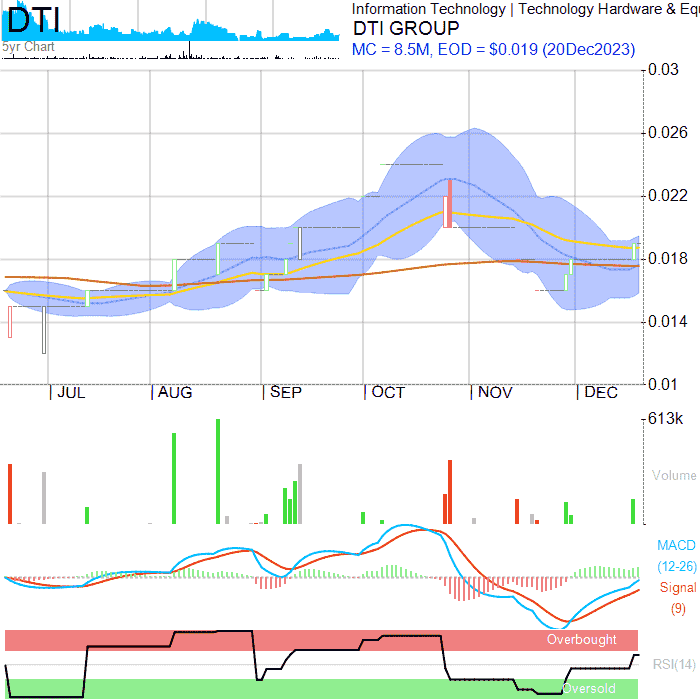 DTI
5yr Chart
Information Technology | Technology Hardware & Equ
DTI GROUP
MC = 8.5M, EOD = $0.019 (20Dec2023)
0.03
0.026
0.022
0.018
0.014
0.01
JUL
AUG
SEP
OCT
NOV
DEC
613k
Volume
MACD
(12-26)
Signal
(9)
Overbought
RSI(14)
Oversold